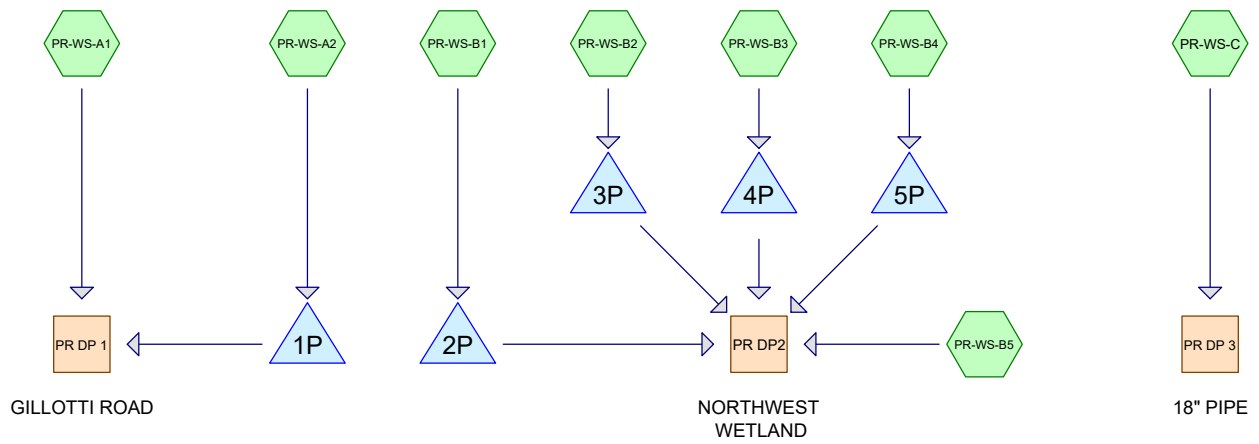 PR-WS-A1
PR-WS-A2
PR-WS-B1
PR-WS-B2
PR-WS-B3
PR-WS-B4
PR-WS-C
3P
4P
5P
PR DP 1
1P
2P
PR DP2
PR-WS-B5
PR DP 3
GILLOTTI ROAD
NORTHWEST
WETLAND
18" PIPE